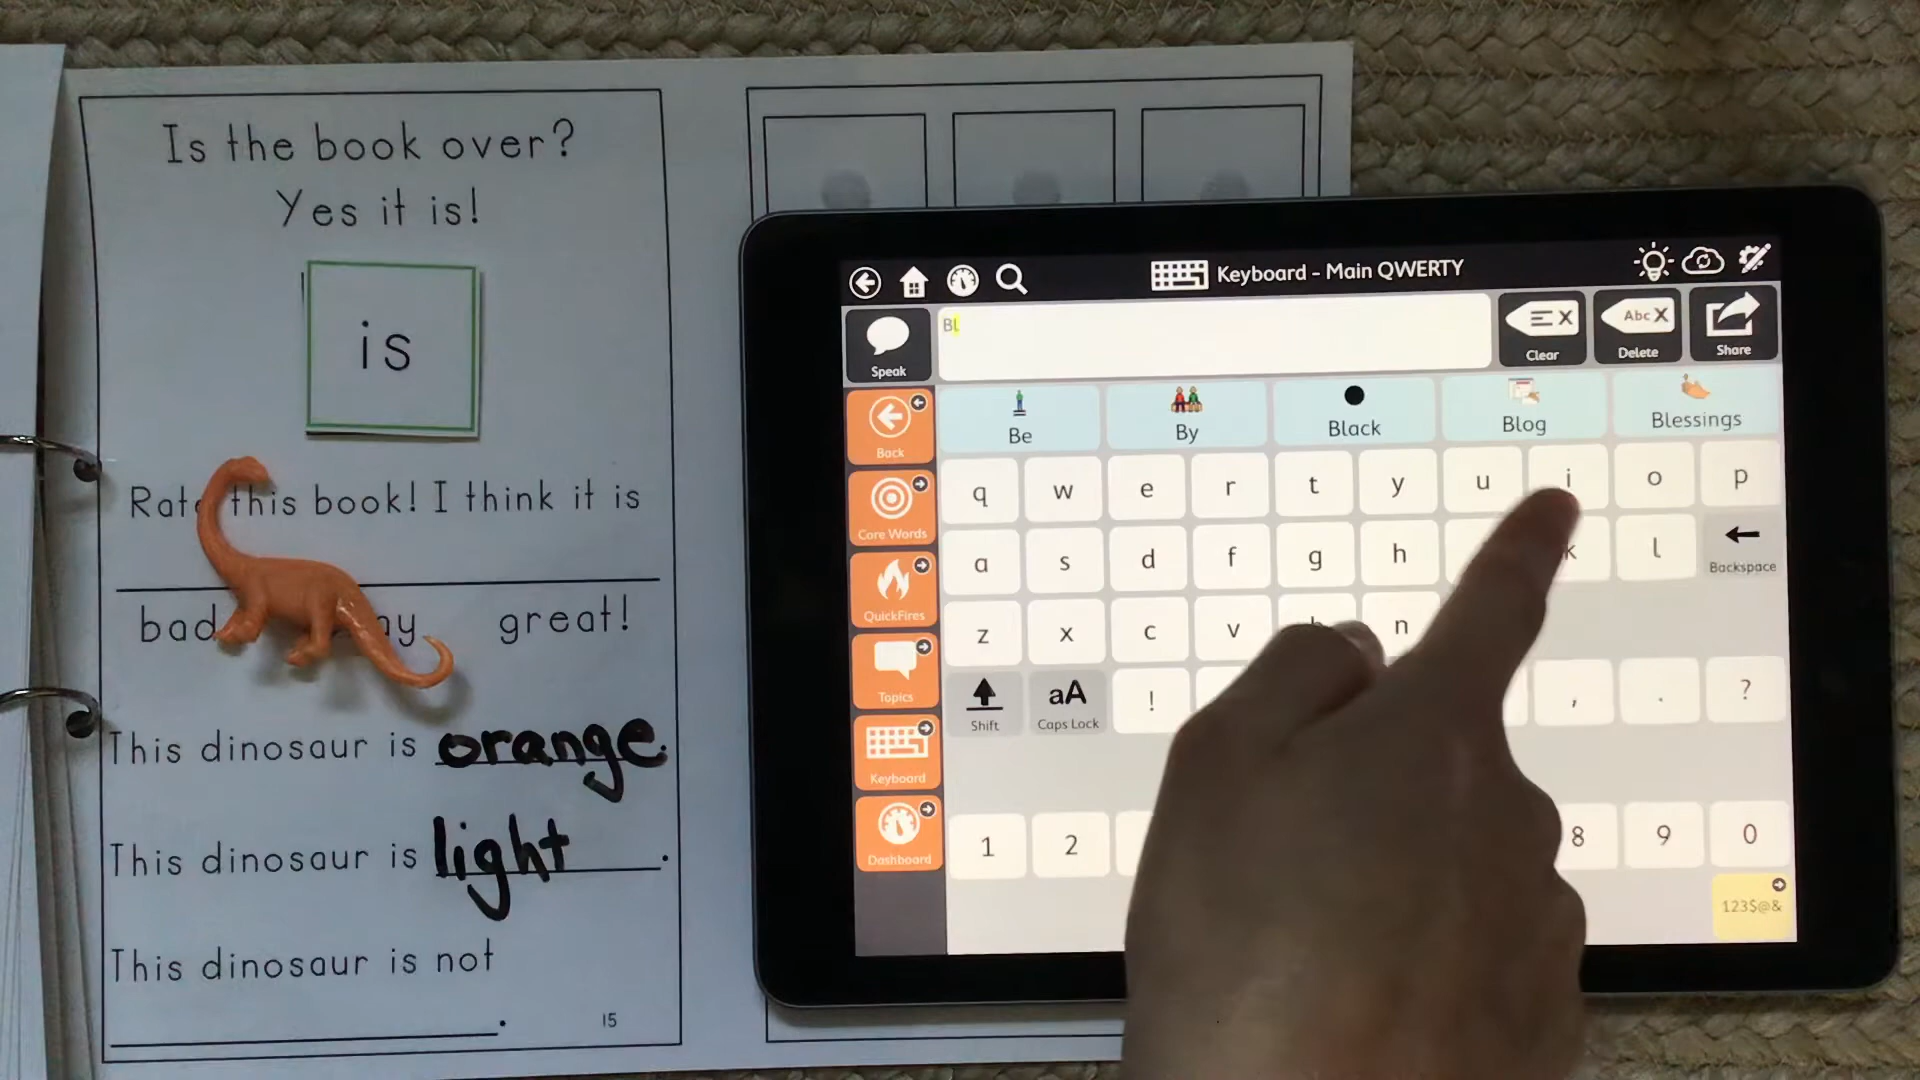 Is the book over?
Yes it is!
is
Rate this book! I think it is
bad
great!
This dinosaur is orange.
This dinosaur is light.
This dinosaur is not
.
15
Keyboard - Main QWERTY
Speak
Bl
Clear
Abc X
Delete
Share
Back
Be
By
Black
Blog
Blessings
Core Words
q w e r t y u i o p
a s d f g h k l
Backspace
QuickFires
z x c v b n
Topics
Shift
aA
Caps Lock
! , . ?
Keyboard
Dashboard
1 2 8 9 0
123$@&